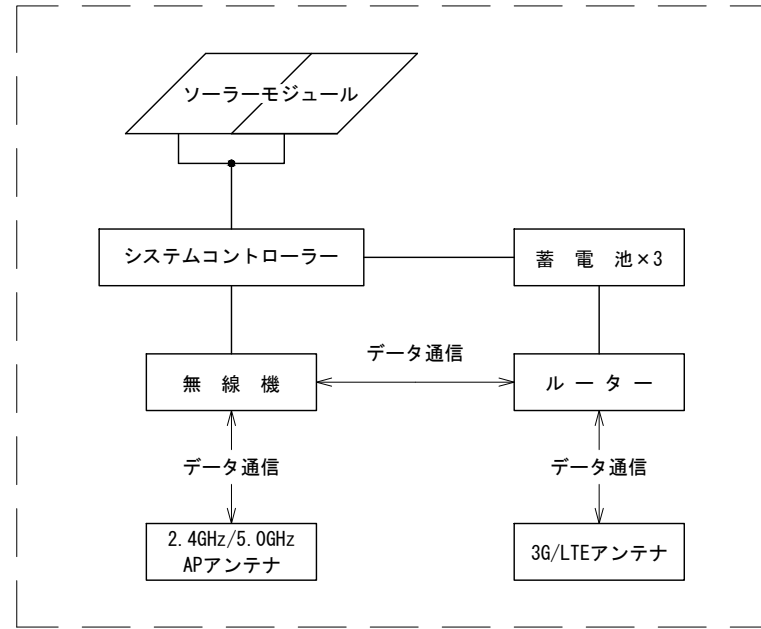 ソーラーモジュール
システムコントローラー
蓄　電　池×3
データ通信
無　線　機
ル　ー　タ　ー
データ通信
データ通信
2.4GHz/5.0GHz
APアンテナ
3G/LTEアンテナ